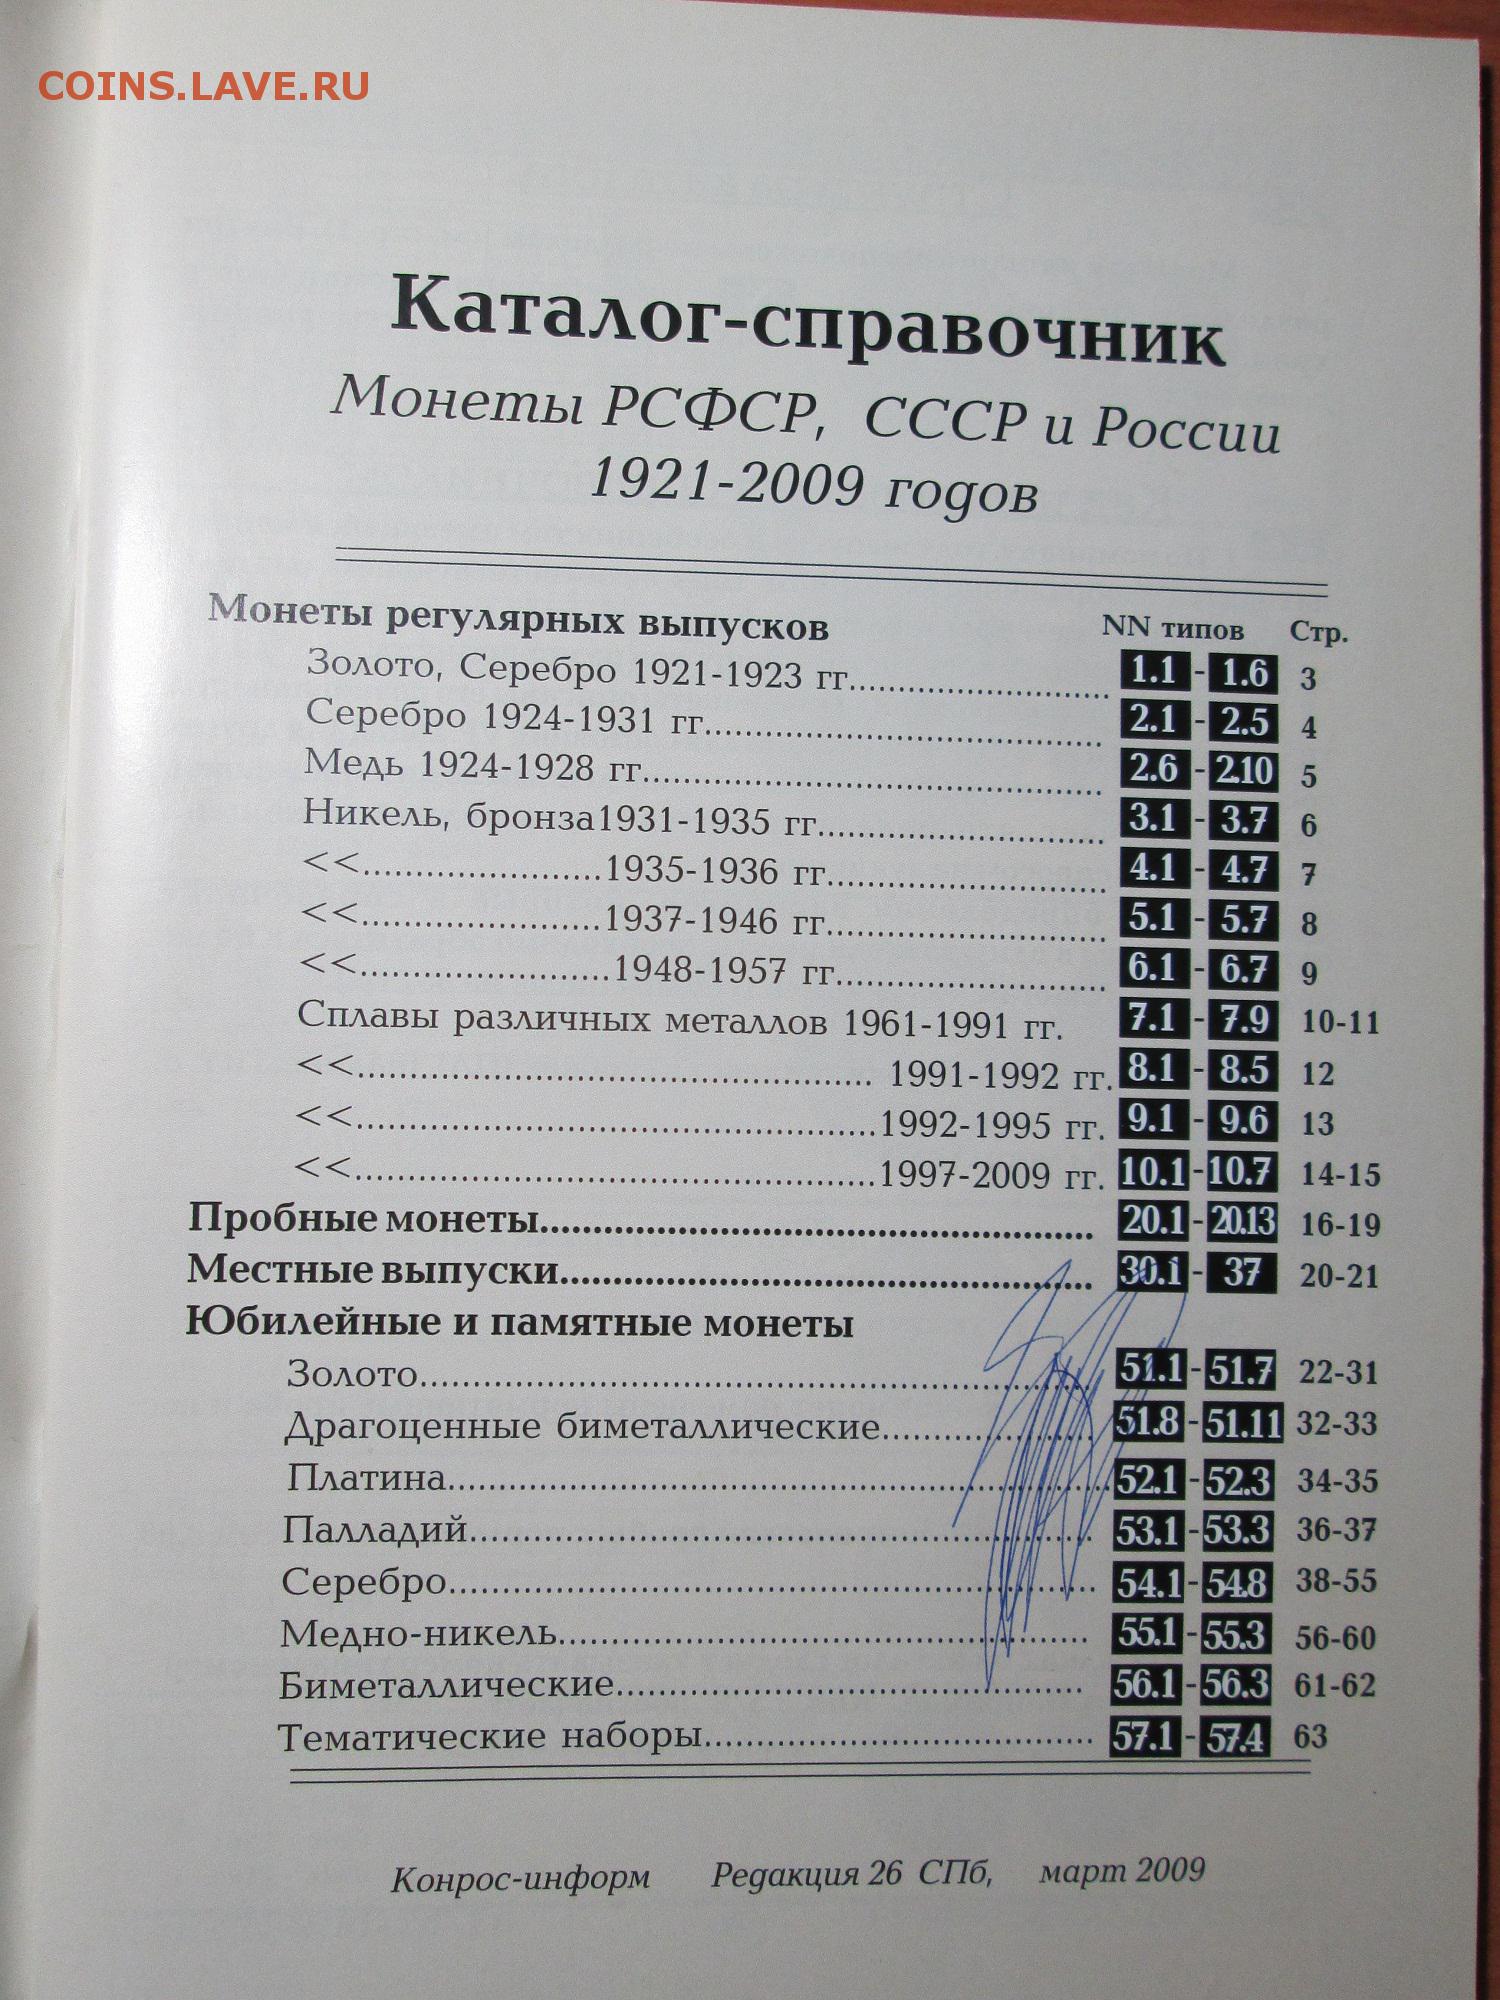 COINS.LAVE.RU
Каталог-справочник
Монеты РСФСР, СССР и России
1921-2009 годов
Монеты регулярных выпусков NN типов Стр.
Золото, Серебро 1921-1923 гг.......................... 1.1 - 1.6 3
Серебро 1924-1931 гг........................................ 2.1 - 2.5 4
Медь 1924-1928 гг.............................................. 2.6 - 2.10 5
Никель, бронза1931-1935 гг............................. 3.1 - 3.7 6
<<......................1935-1936 гг............................ 4.1 - 4.7 7
<<......................1937-1946 гг............................ 5.1 - 5.7 8
<<.......................1948-1957 гг........................... 6.1 - 6.7 9
Сплавы различных металлов 1961-1991 гг. 7.1 - 7.9 10-11
<<................................................ 1991-1992 гг. 8.1 - 8.5 12
<<................................................1992-1995 гг. 9.1 - 9.6 13
<<................................................1997-2009 гг. 10.1 - 10.7 14-15
Пробные монеты.................................................... 20.1 - 20.13 16-19
Местные выпуски.................................................. 30.1 - 37 20-21
Юбилейные и памятные монеты
Золото................................................................ 51.1 - 51.7 22-31
Драгоценные биметаллические.................... 51.8 - 51.11 32-33
Платина.............................................................. 52.1 - 52.3 34-35
Палладий........................................................... 53.1 - 53.3 36-37
Серебро.............................................................. 54.1 - 54.8 38-55
Медно-никель................................................... 55.1 - 55.3 56-60
Биметаллические............................................. 56.1 - 56.3 61-62
Тематические наборы..................................... 57.1 - 57.4 63
Конрос-информ Редакция 26 СПб, март 2009